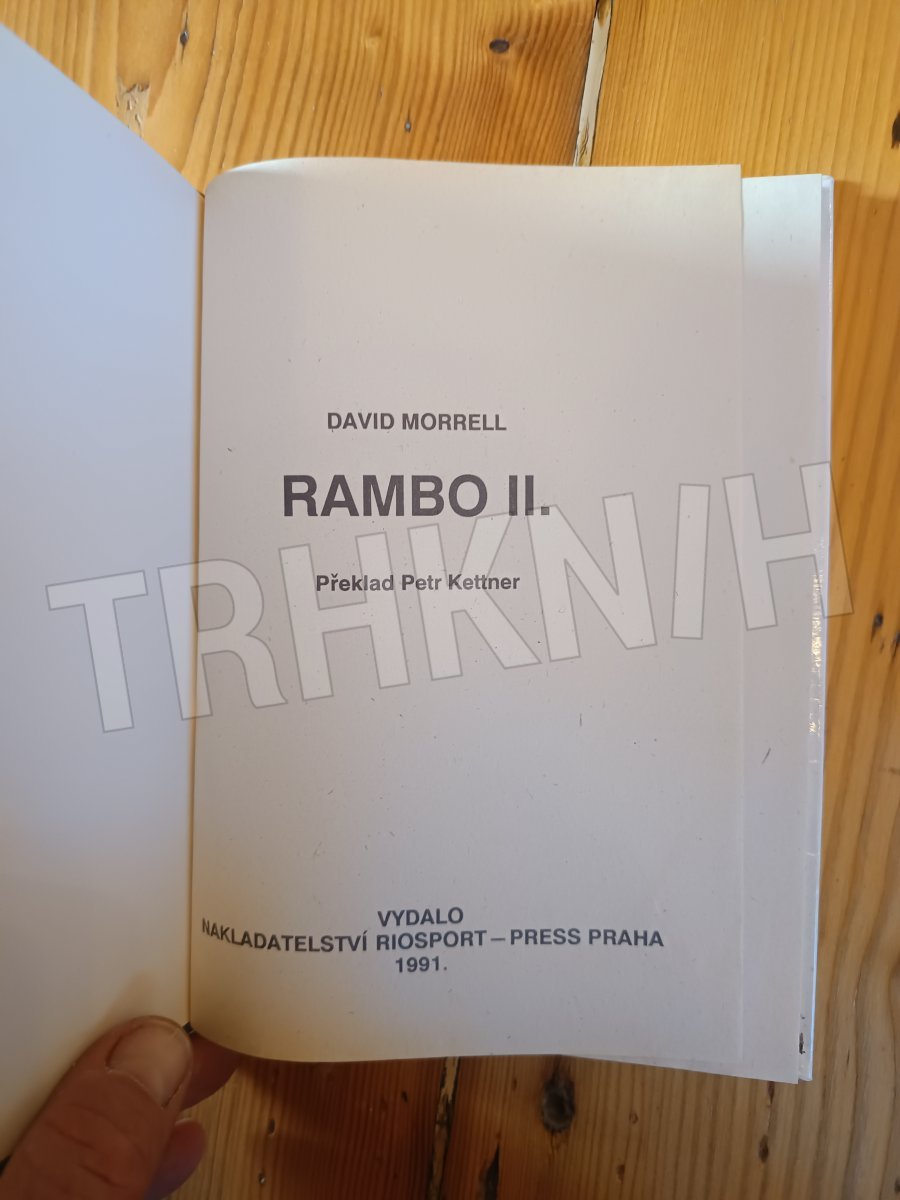 DAVID MORRELL
RAMBO II.
Překlad Petr Kettner
TRHKNIH
VYDALO
NAKLADATELSTVÍ RIOSPORT – PRESS PRAHA
1991.